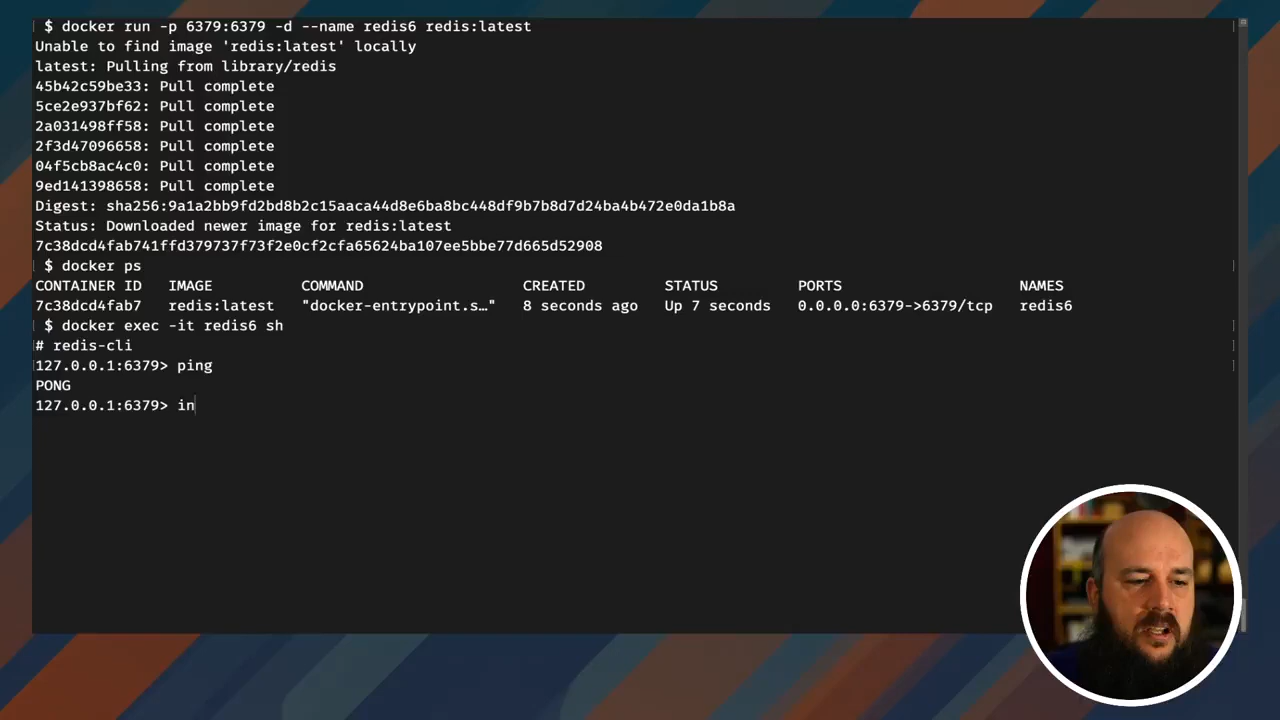 $ docker run -p 6379:6379 -d --name redis6 redis:latest
Unable to find image 'redis:latest' locally
latest: Pulling from library/redis
45b42c59be33: Pull complete
5ce2e937bf62: Pull complete
2a031498ff58: Pull complete
2f3d47096658: Pull complete
04f5cb8ac4c0: Pull complete
9ed141398658: Pull complete
Digest: sha256:9a1a2bb9fd2bd8b2c15aaca44d8e6ba8bc448df9b7b8d7d24ba4b472e0da1b8a
Status: Downloaded newer image for redis:latest
7c38dcd4fab741ffd379737f73f2e0cf2cfa65624ba107ee5bbe77d665d52908
$ docker ps
CONTAINER ID IMAGE COMMAND CREATED STATUS PORTS NAMES
7c38dcd4fab7 redis:latest "docker-entrypoint.s…" 8 seconds ago Up 7 seconds 0.0.0.0:6379->6379/tcp redis6
$ docker exec -it redis6 sh
# redis-cli
127.0.0.1:6379> ping
PONG
127.0.0.1:6379> in